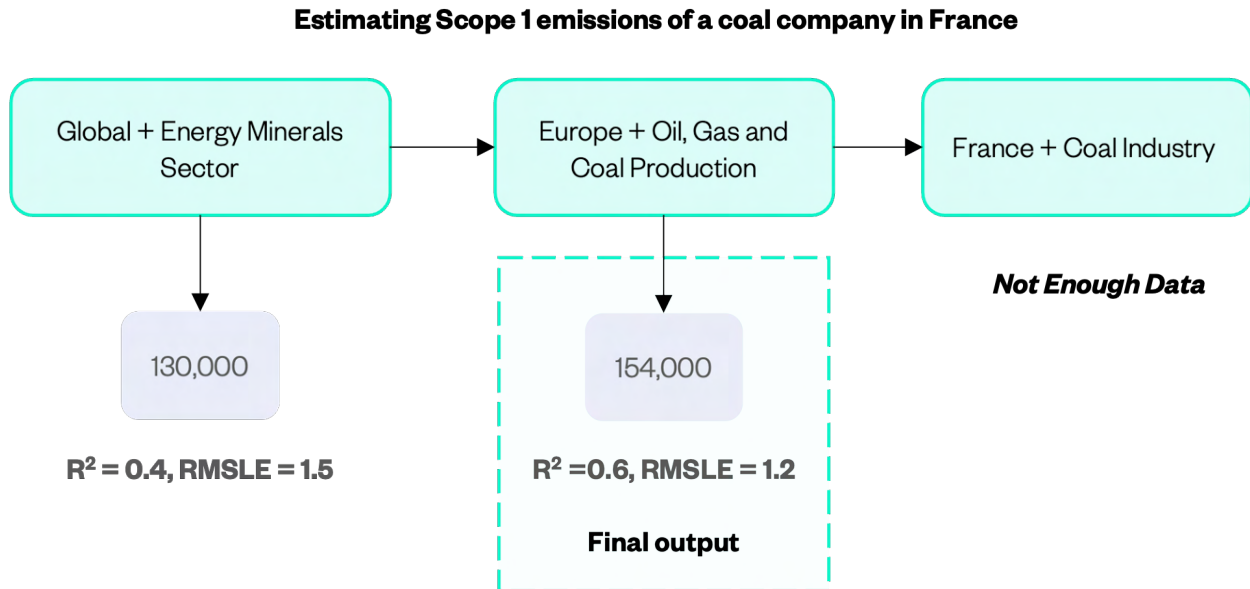 Estimating Scope 1 emissions of a coal company in France
Global + Energy Minerals
Sector
Europe + Oil, Gas and
Coal Production
France + Coal Industry
Not Enough Data
130,000
154,000
R² = 0.4, RMSLE = 1.5
R² =0.6, RMSLE = 1.2
Final output